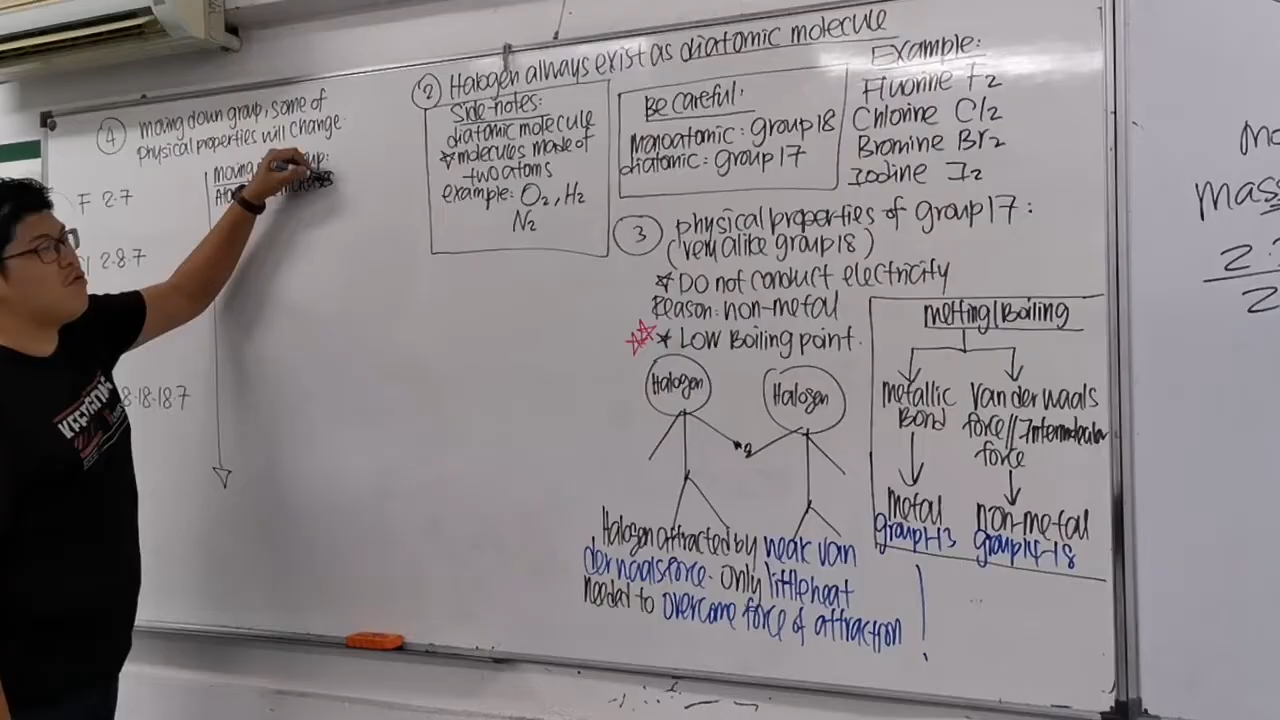 ④ moving down group, some of
physical properties will change
moving
F 2.7
2.8.7
8.18.18.7
② Halogen always exist as diatomic molecule
Side notes:
diatomic molecule
* molecules made of
two atoms
example: O2, H2
N2
Be careful:
Monoatomic: group 18
diatomic: group 17
Example:
Fluorine F2
Chlorine Cl2
Bromine Br2
Iodine I2
③ physical properties of group 17:
(very alike group 18)
* Do not conduct electricity
Reason: non-metal
* Low Boiling point.
Halogen
Halogen
Halogen attracted by weak van
der waals force. Only little heat
needed to overcome force of attraction
Melting/Boiling
metallic
Bond
metal
group 1-13
Van der waals
force//Intermolecular
force
non-metal
group 14-18
mass
2
2